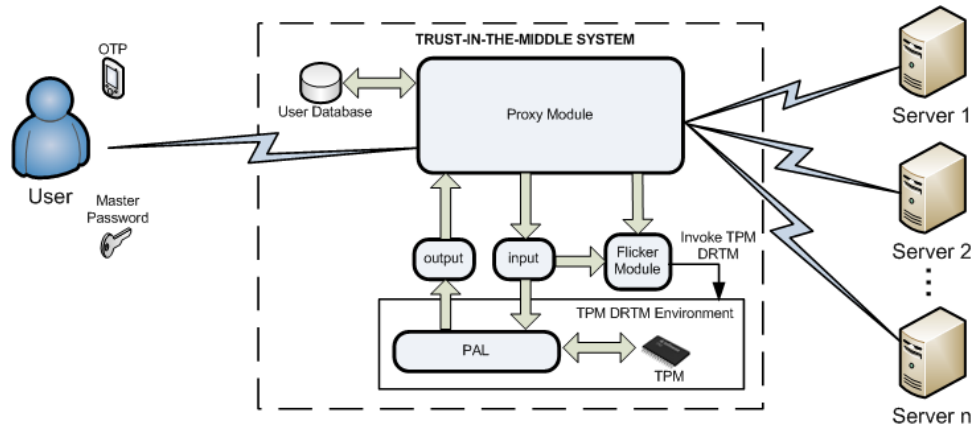 TRUST-IN-THE-MIDDLE SYSTEM
OTP
User Database
Proxy Module
User
Master
Password
output
input
Flicker
Module
Invoke TPM
DRTM
TPM DRTM Environment
PAL
TPM
Server 1
Server 2
Server n